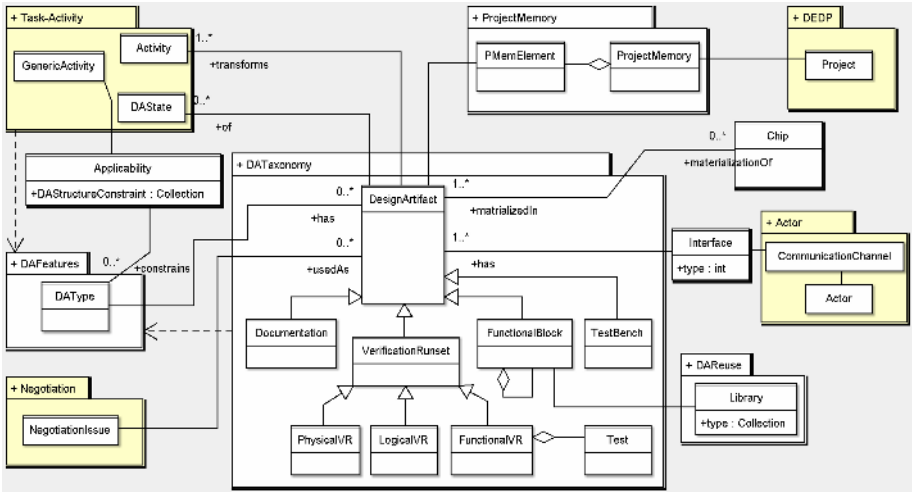 + Task-Activity
+ ProjectMemory
+ DEDP
Activity
1..*
+transforms
GenericActivity
PMemElement
ProjectMemory
Project
DAState
0..*
+of
Chip
0..*
+materializationOf
Applicability
+DAStructureConstraint : Collection
+ DATaxonomy
DesignArtifact
0..*
+has
1..*
+matrializedIn
+ Actor
Interface
+type : int
CommunicationChannel
Actor
+ DAFeatures
0..*
+constrains
DAType
0..*
+usedAs
1..*
+has
Documentation
VerificationRunset
FunctionalBlock
TestBench
+ Negotiation
NegotiationIssue
+ DAReuse
Library
+type : Collection
PhysicalVR
LogicalVR
FunctionalVR
Test